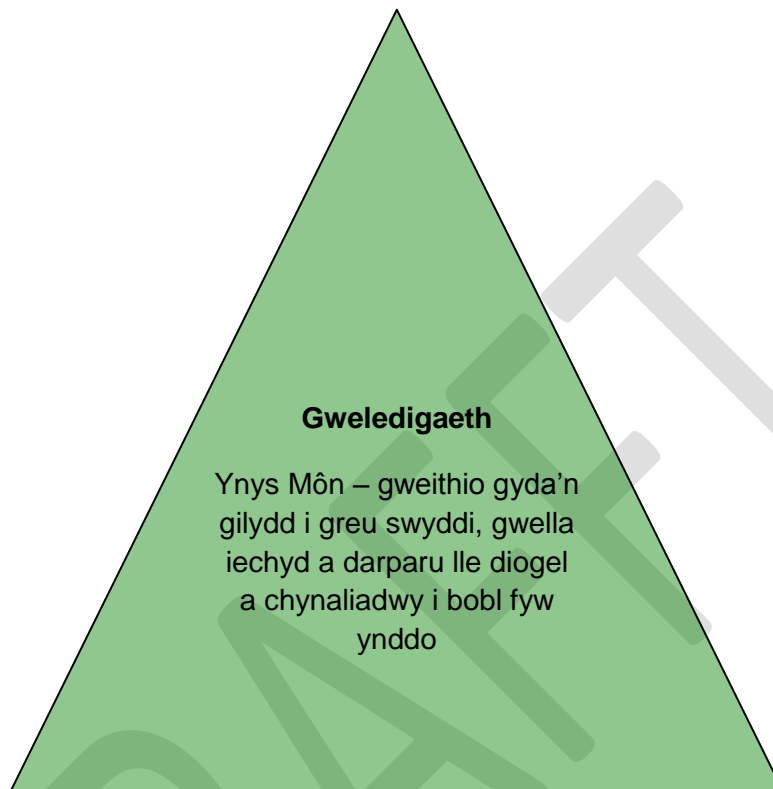 Gweledigaeth
Ynys Môn – gweithio gyda’n
gilydd i greu swyddi, gwella
iechyd a darparu lle diogel
a chynaliadwy i bobl fyw
ynddo